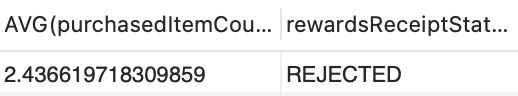 AVG(purchasedItemCou... rewardsReceiptStat...
2.436619718309859 REJECTED